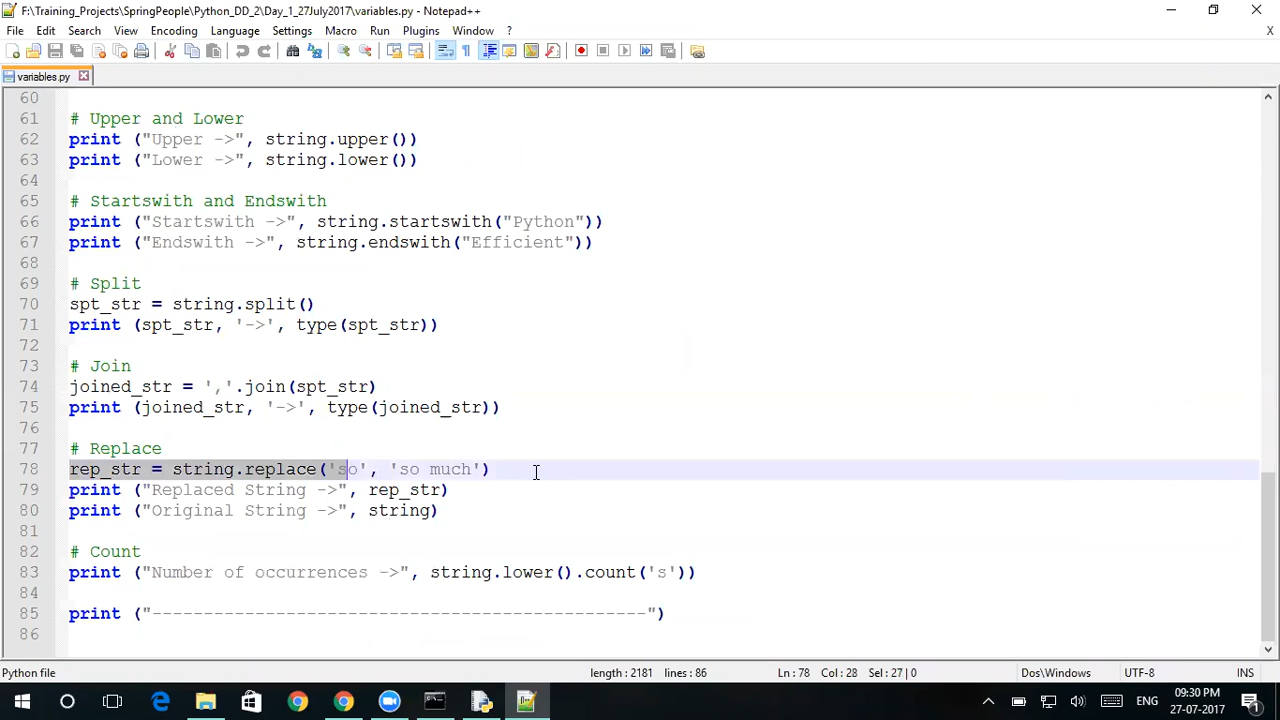 F:\Training_Projects\SpringPeople\Python_DD_2\Day_1_27July2017\variables.py - Notepad++
File Edit Search View Encoding Language Settings Macro Run Plugins Window ? X
variables.py
60
61 # Upper and Lower
62 print ("Upper ->", string.upper())
63 print ("Lower ->", string.lower())
64
65 # Startswith and Endswith
66 print ("Startswith ->", string.startswith("Python"))
67 print ("Endswith ->", string.endswith("Efficient"))
68
69 # Split
70 spt_str = string.split()
71 print (spt_str, '->', type(spt_str))
72
73 # Join
74 joined_str = ','.join(spt_str)
75 print (joined_str, '->', type(joined_str))
76
77 # Replace
78 rep_str = string.replace('so', 'so much')
79 print ("Replaced String ->", rep_str)
80 print ("Original String ->", string)
81
82 # Count
83 print ("Number of occurrences ->", string.lower().count('s'))
84
85 print ("------------------------------------------------")
86
Python file length : 2181 lines : 86 Ln : 78 Col : 28 Sel : 27 | 0 Dos\Windows UTF-8 INS
ENG 09:30 PM
27-07-2017